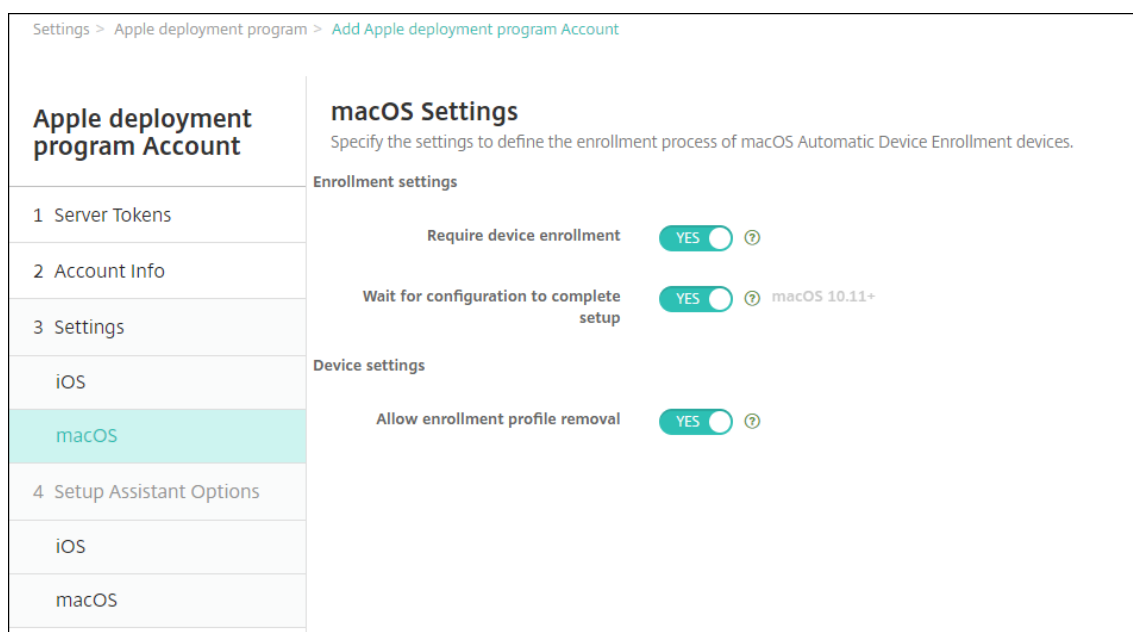 Settings > Apple deployment program > Add Apple deployment program Account
Apple deployment
program Account
1 Server Tokens
2 Account Info
3 Settings
iOS
macOS
4 Setup Assistant Options
iOS
macOS
macOS Settings
Specify the settings to define the enrollment process of macOS Automatic Device Enrollment devices.
Enrollment settings
Require device enrollment YES ?
Wait for configuration to complete
setup YES ? macOS 10.11+
Device settings
Allow enrollment profile removal YES ?